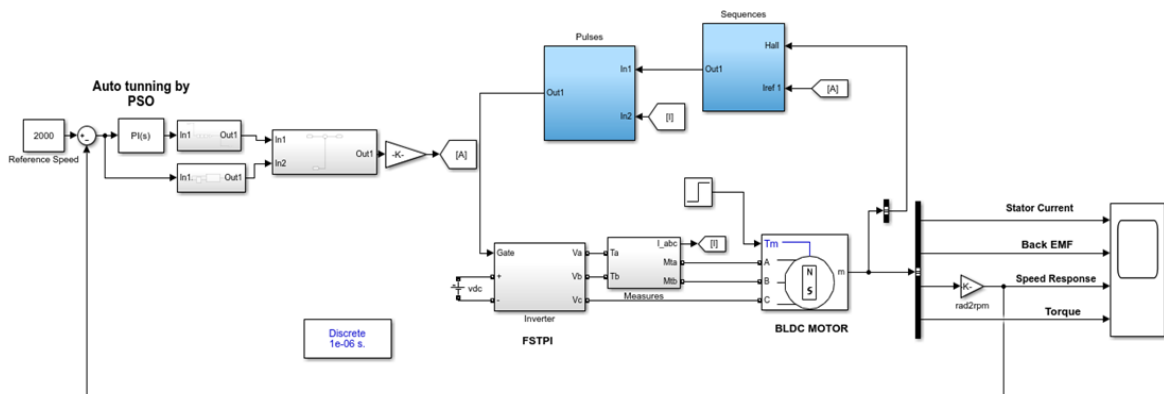 Sequences
Pulses
Hall
In1
Out1
Iref 1
[A]
Out1
In2
[I]
Auto tunning by
PSO
2000
PI(s)
In1
Out1
In1
In2
Out1
-K-
[A]
Reference Speed
In1
Out1
Stator Current
I_abc
[I]
Tm
Back EMF
Gate
Va
Ta
Mta
A
N
S
m
+
vdc
Vb
Tb
Mtb
B
-K-
Speed Response
rad2rpm
-
Vc
Measures
C
Inverter
BLDC MOTOR
Torque
FSTPI
Discrete
1e-06 s.